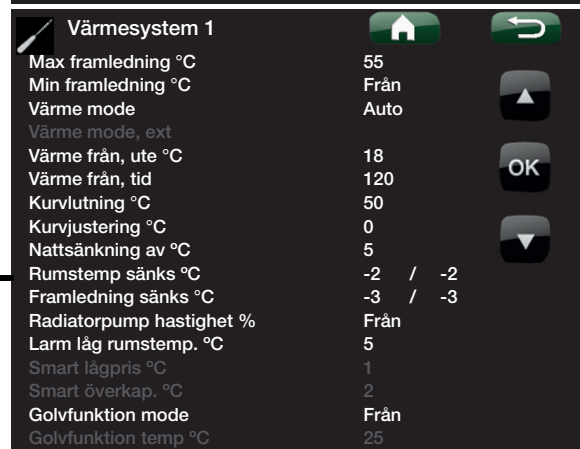 Värmesystem 1
Max framledning °C 55
Min framledning °C Från
Värme mode Auto
Värme mode, ext
Värme från, ute °C 18
Värme från, tid 120
OK
Kurvlutning °C 50
Kurvjustering °C 0
Nattsänkning av ºC 5
Rumstemp sänks ºC -2 / -2
Framledning sänks °C -3 / -3
Radiatorpump hastighet % Från
Larm låg rumstemp. ºC 5
Smart lågpris ºC 1
Smart överkap. ºC 2
Golvfunktion mode Från
Golvfunktion temp ºC 25